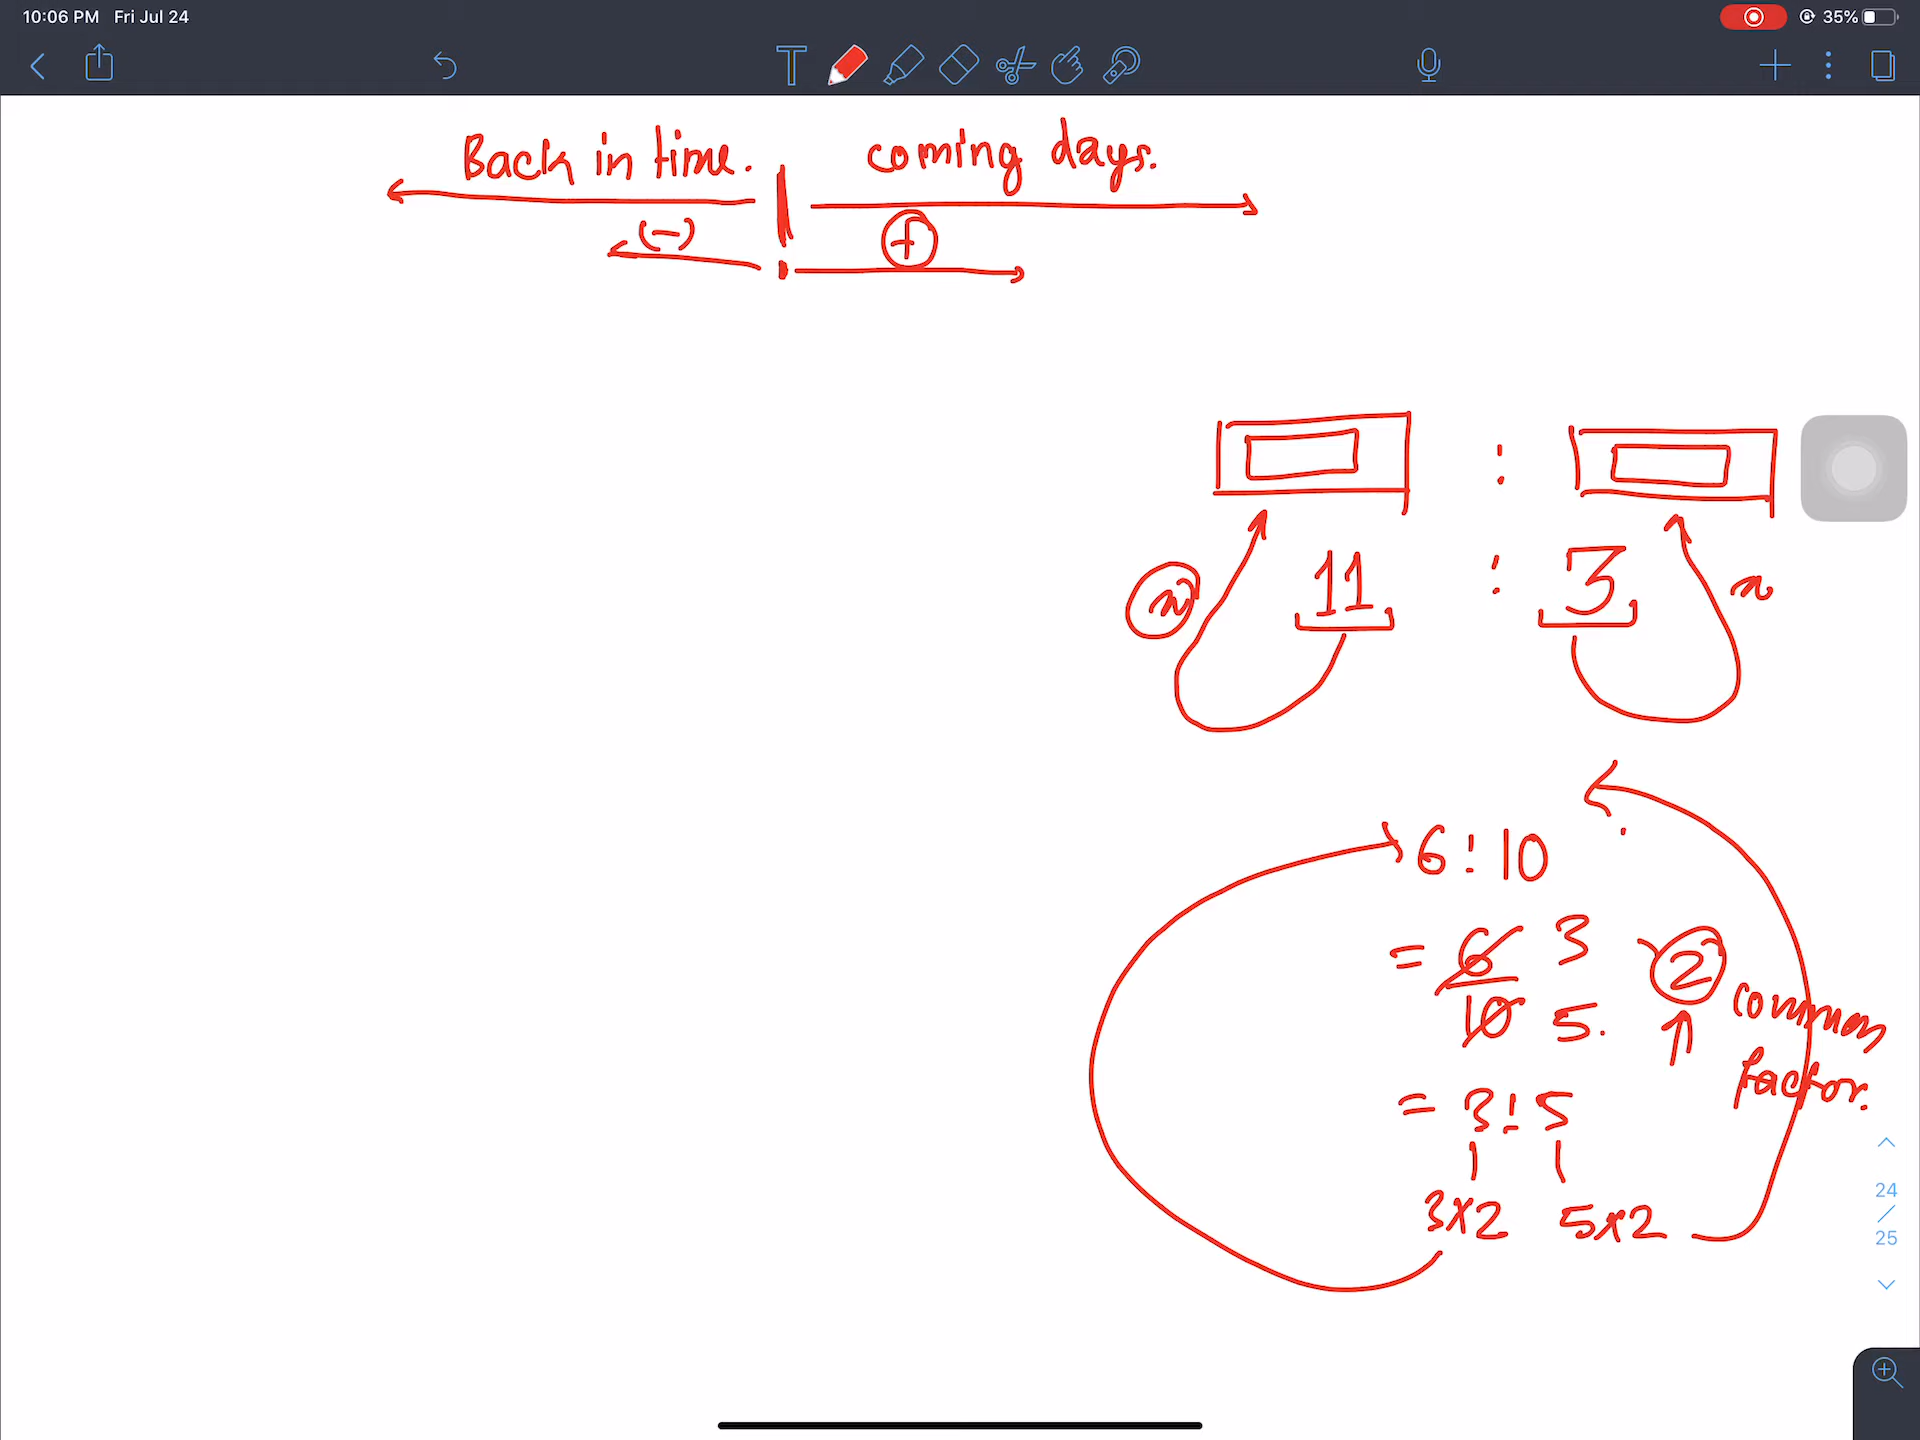 10:06 PM Fri Jul 24
35%
Back in time. coming days.
(-) +
:
11 : 3
x x
6 : 10
= 6 3
2
10 5.
common
factor.
= 3 : 5
3x2 5x2
24
/
25